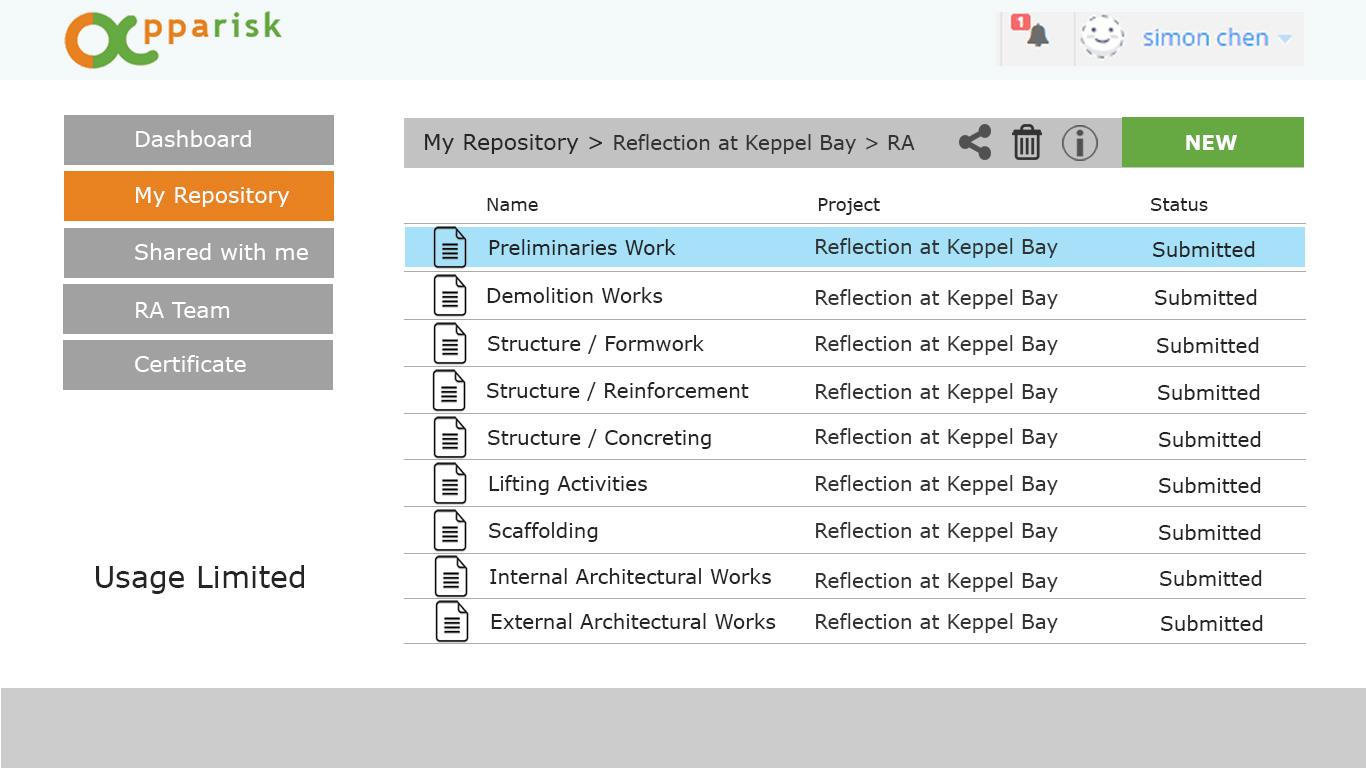 pparisk
1
simon chen
Dashboard
My Repository
Shared with me
RA Team
Certificate
Usage Limited
My Repository > Reflection at Keppel Bay > RA
NEW
Name Project Status
Preliminaries Work Reflection at Keppel Bay Submitted
Demolition Works Reflection at Keppel Bay Submitted
Structure / Formwork Reflection at Keppel Bay Submitted
Structure / Reinforcement Reflection at Keppel Bay Submitted
Structure / Concreting Reflection at Keppel Bay Submitted
Lifting Activities Reflection at Keppel Bay Submitted
Scaffolding Reflection at Keppel Bay Submitted
Internal Architectural Works Reflection at Keppel Bay Submitted
External Architectural Works Reflection at Keppel Bay Submitted